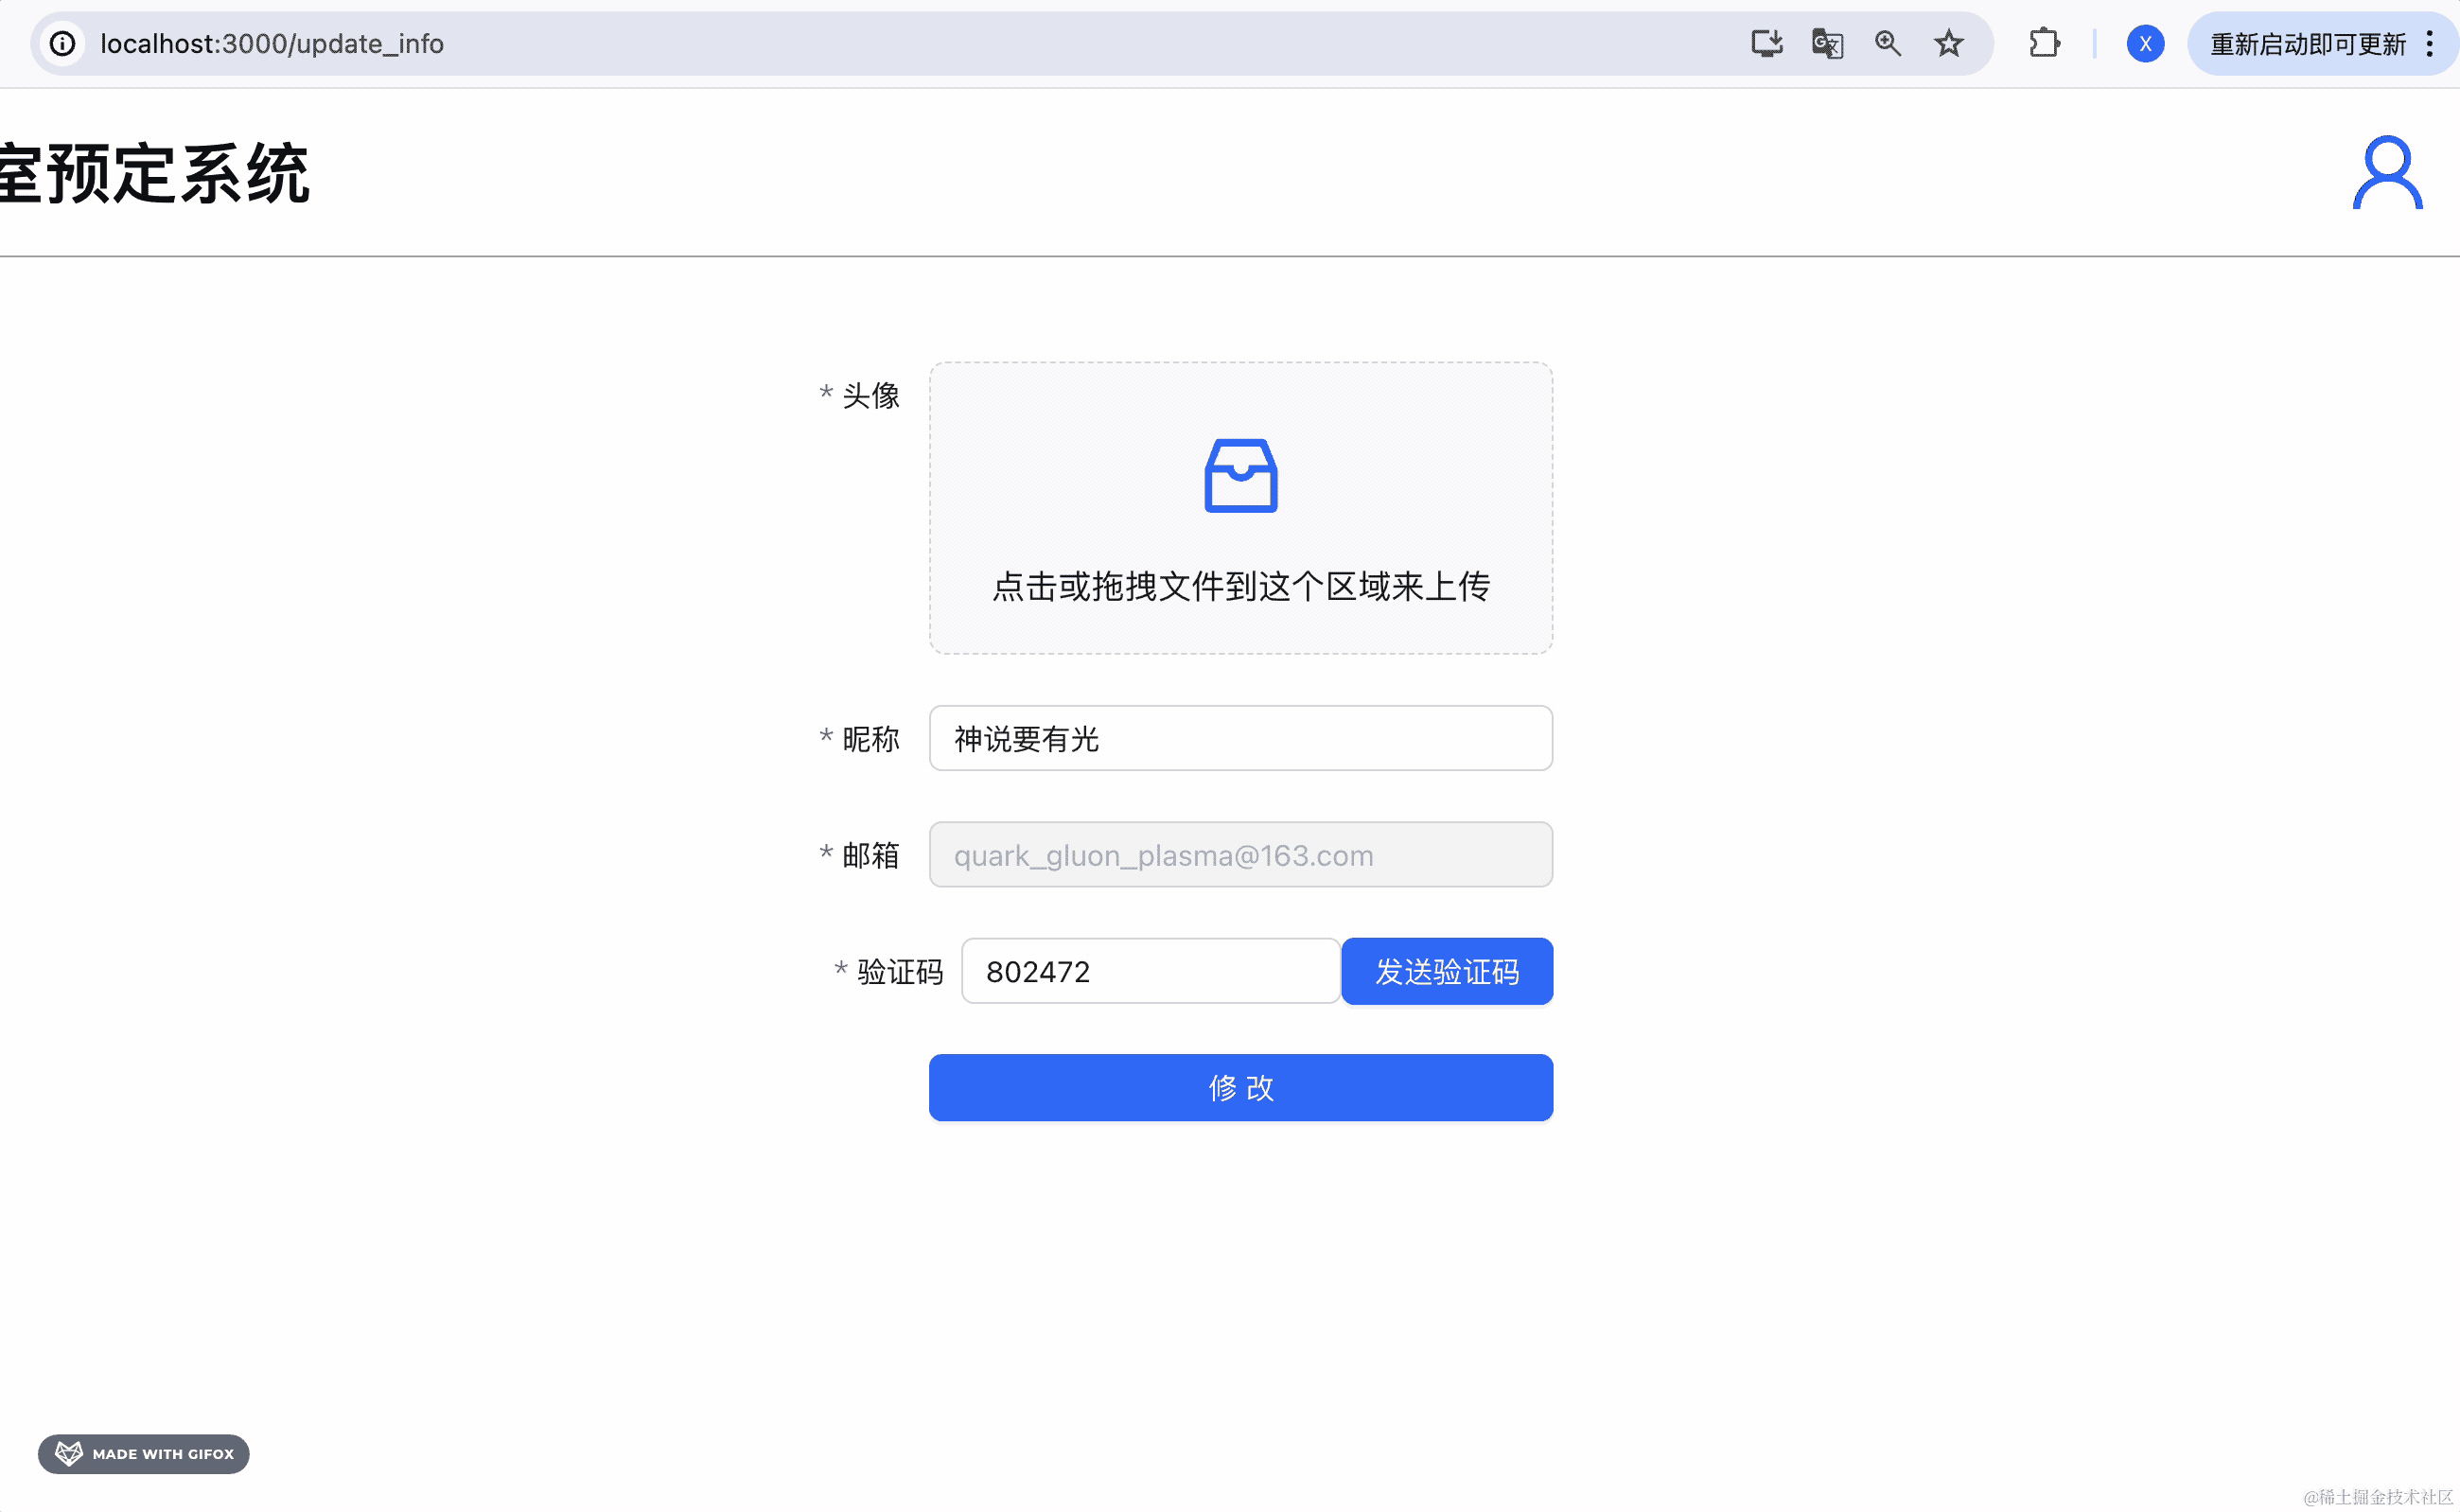 localhost:3000/update_info
X
重新启动即可更新
室预定系统
* 头像
点击或拖拽文件到这个区域来上传
* 昵称 神说要有光
* 邮箱 quark_gluon_plasma@163.com
* 验证码 802472 发送验证码
修 改
MADE WITH GIFOX
@稀土掘金技术社区